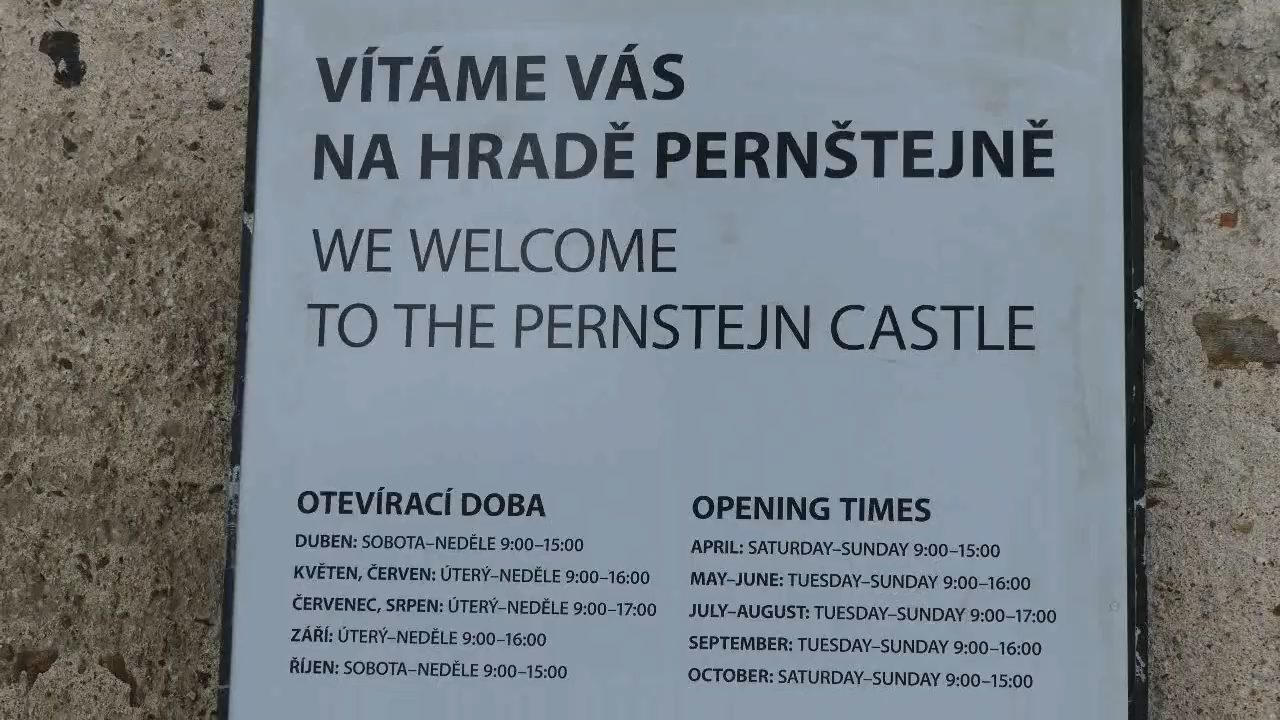 VÍTÁME VÁS
NA HRADĚ PERNŠTEJNĚ
WE WELCOME
TO THE PERNSTEJN CASTLE
OTEVÍRACÍ DOBA
DUBEN: SOBOTA–NEDĚLE 9:00–15:00
KVĚTEN, ČERVEN: ÚTERÝ–NEDĚLE 9:00–16:00
ČERVENEC, SRPEN: ÚTERÝ–NEDĚLE 9:00–17:00
ZÁŘÍ: ÚTERÝ–NEDĚLE 9:00–16:00
ŘÍJEN: SOBOTA–NEDĚLE 9:00–15:00
OPENING TIMES
APRIL: SATURDAY–SUNDAY 9:00–15:00
MAY–JUNE: TUESDAY–SUNDAY 9:00–16:00
JULY–AUGUST: TUESDAY–SUNDAY 9:00–17:00
SEPTEMBER: TUESDAY–SUNDAY 9:00–16:00
OCTOBER: SATURDAY–SUNDAY 9:00–15:00